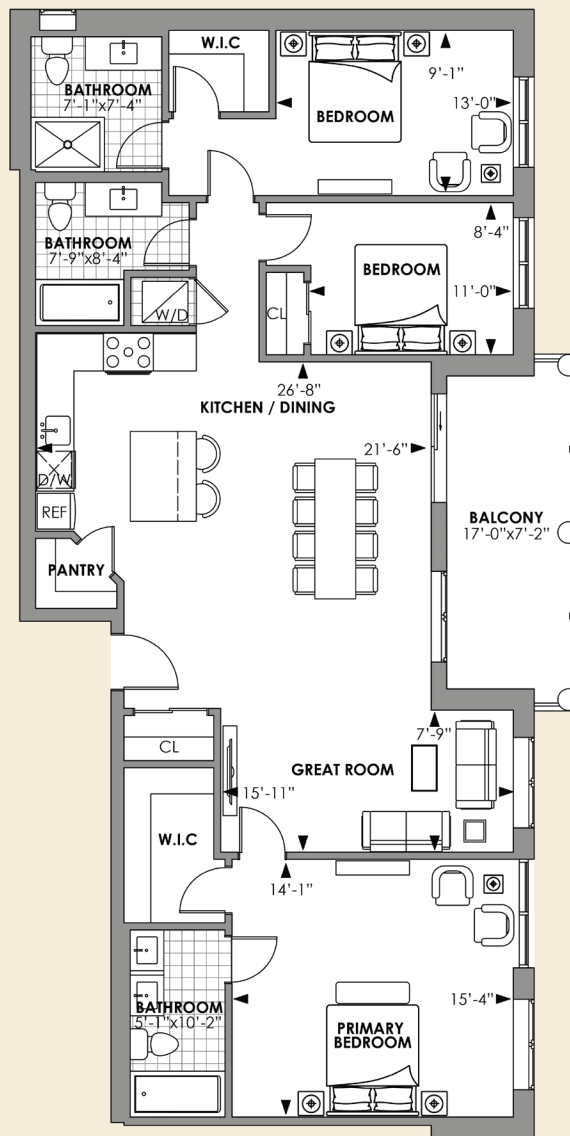 W.I.C
BATHROOM
7'-1"x7'-4"
BEDROOM
9'-1"
13'-0"
BATHROOM
7'-9"x8'-4"
W/D
BEDROOM
8'-4"
11'-0"
CL
26'-8"
KITCHEN / DINING
21'-6"
D/W
REF
PANTRY
BALCONY
17'-0"x7'-2"
CL
7'-9"
GREAT ROOM
15'-11"
W.I.C
14'-1"
BATHROOM
5'-1"x10'-2"
15'-4"
PRIMARY
BEDROOM